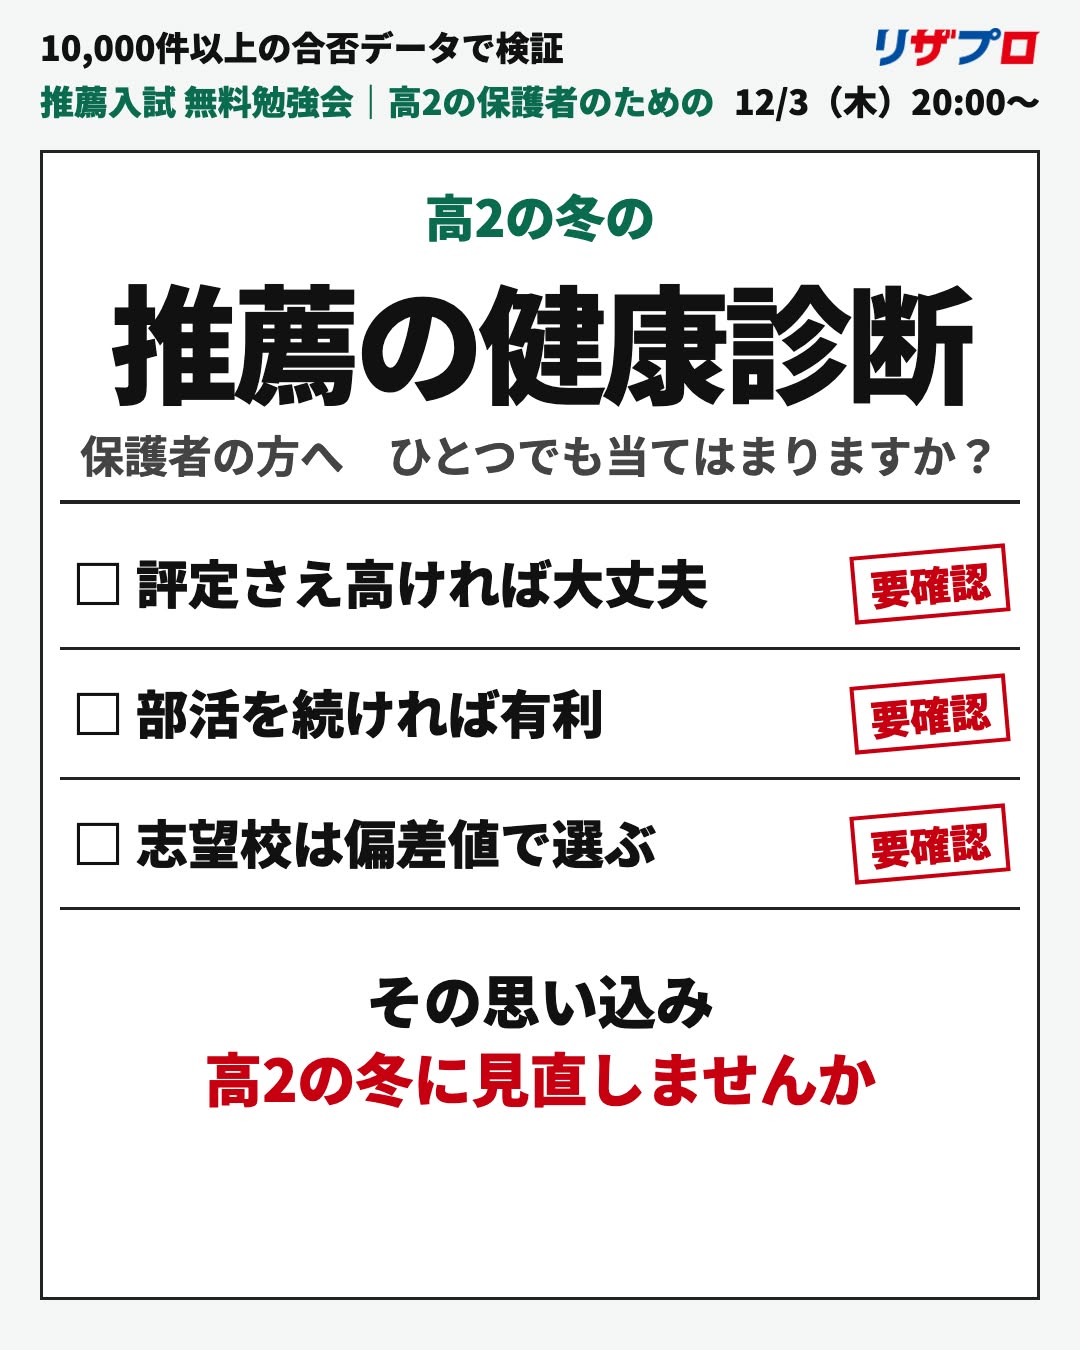 10,000件以上の合否データで検証
リザプロ
推薦入試 無料勉強会｜高2の保護者のための 12/3（木）20:00〜
高2の冬の
推薦の健康診断
保護者の方へ　ひとつでも当てはまりますか？
□ 評定さえ高ければ大丈夫 要確認
□ 部活を続ければ有利 要確認
□ 志望校は偏差値で選ぶ 要確認
その思い込み
高2の冬に見直しませんか